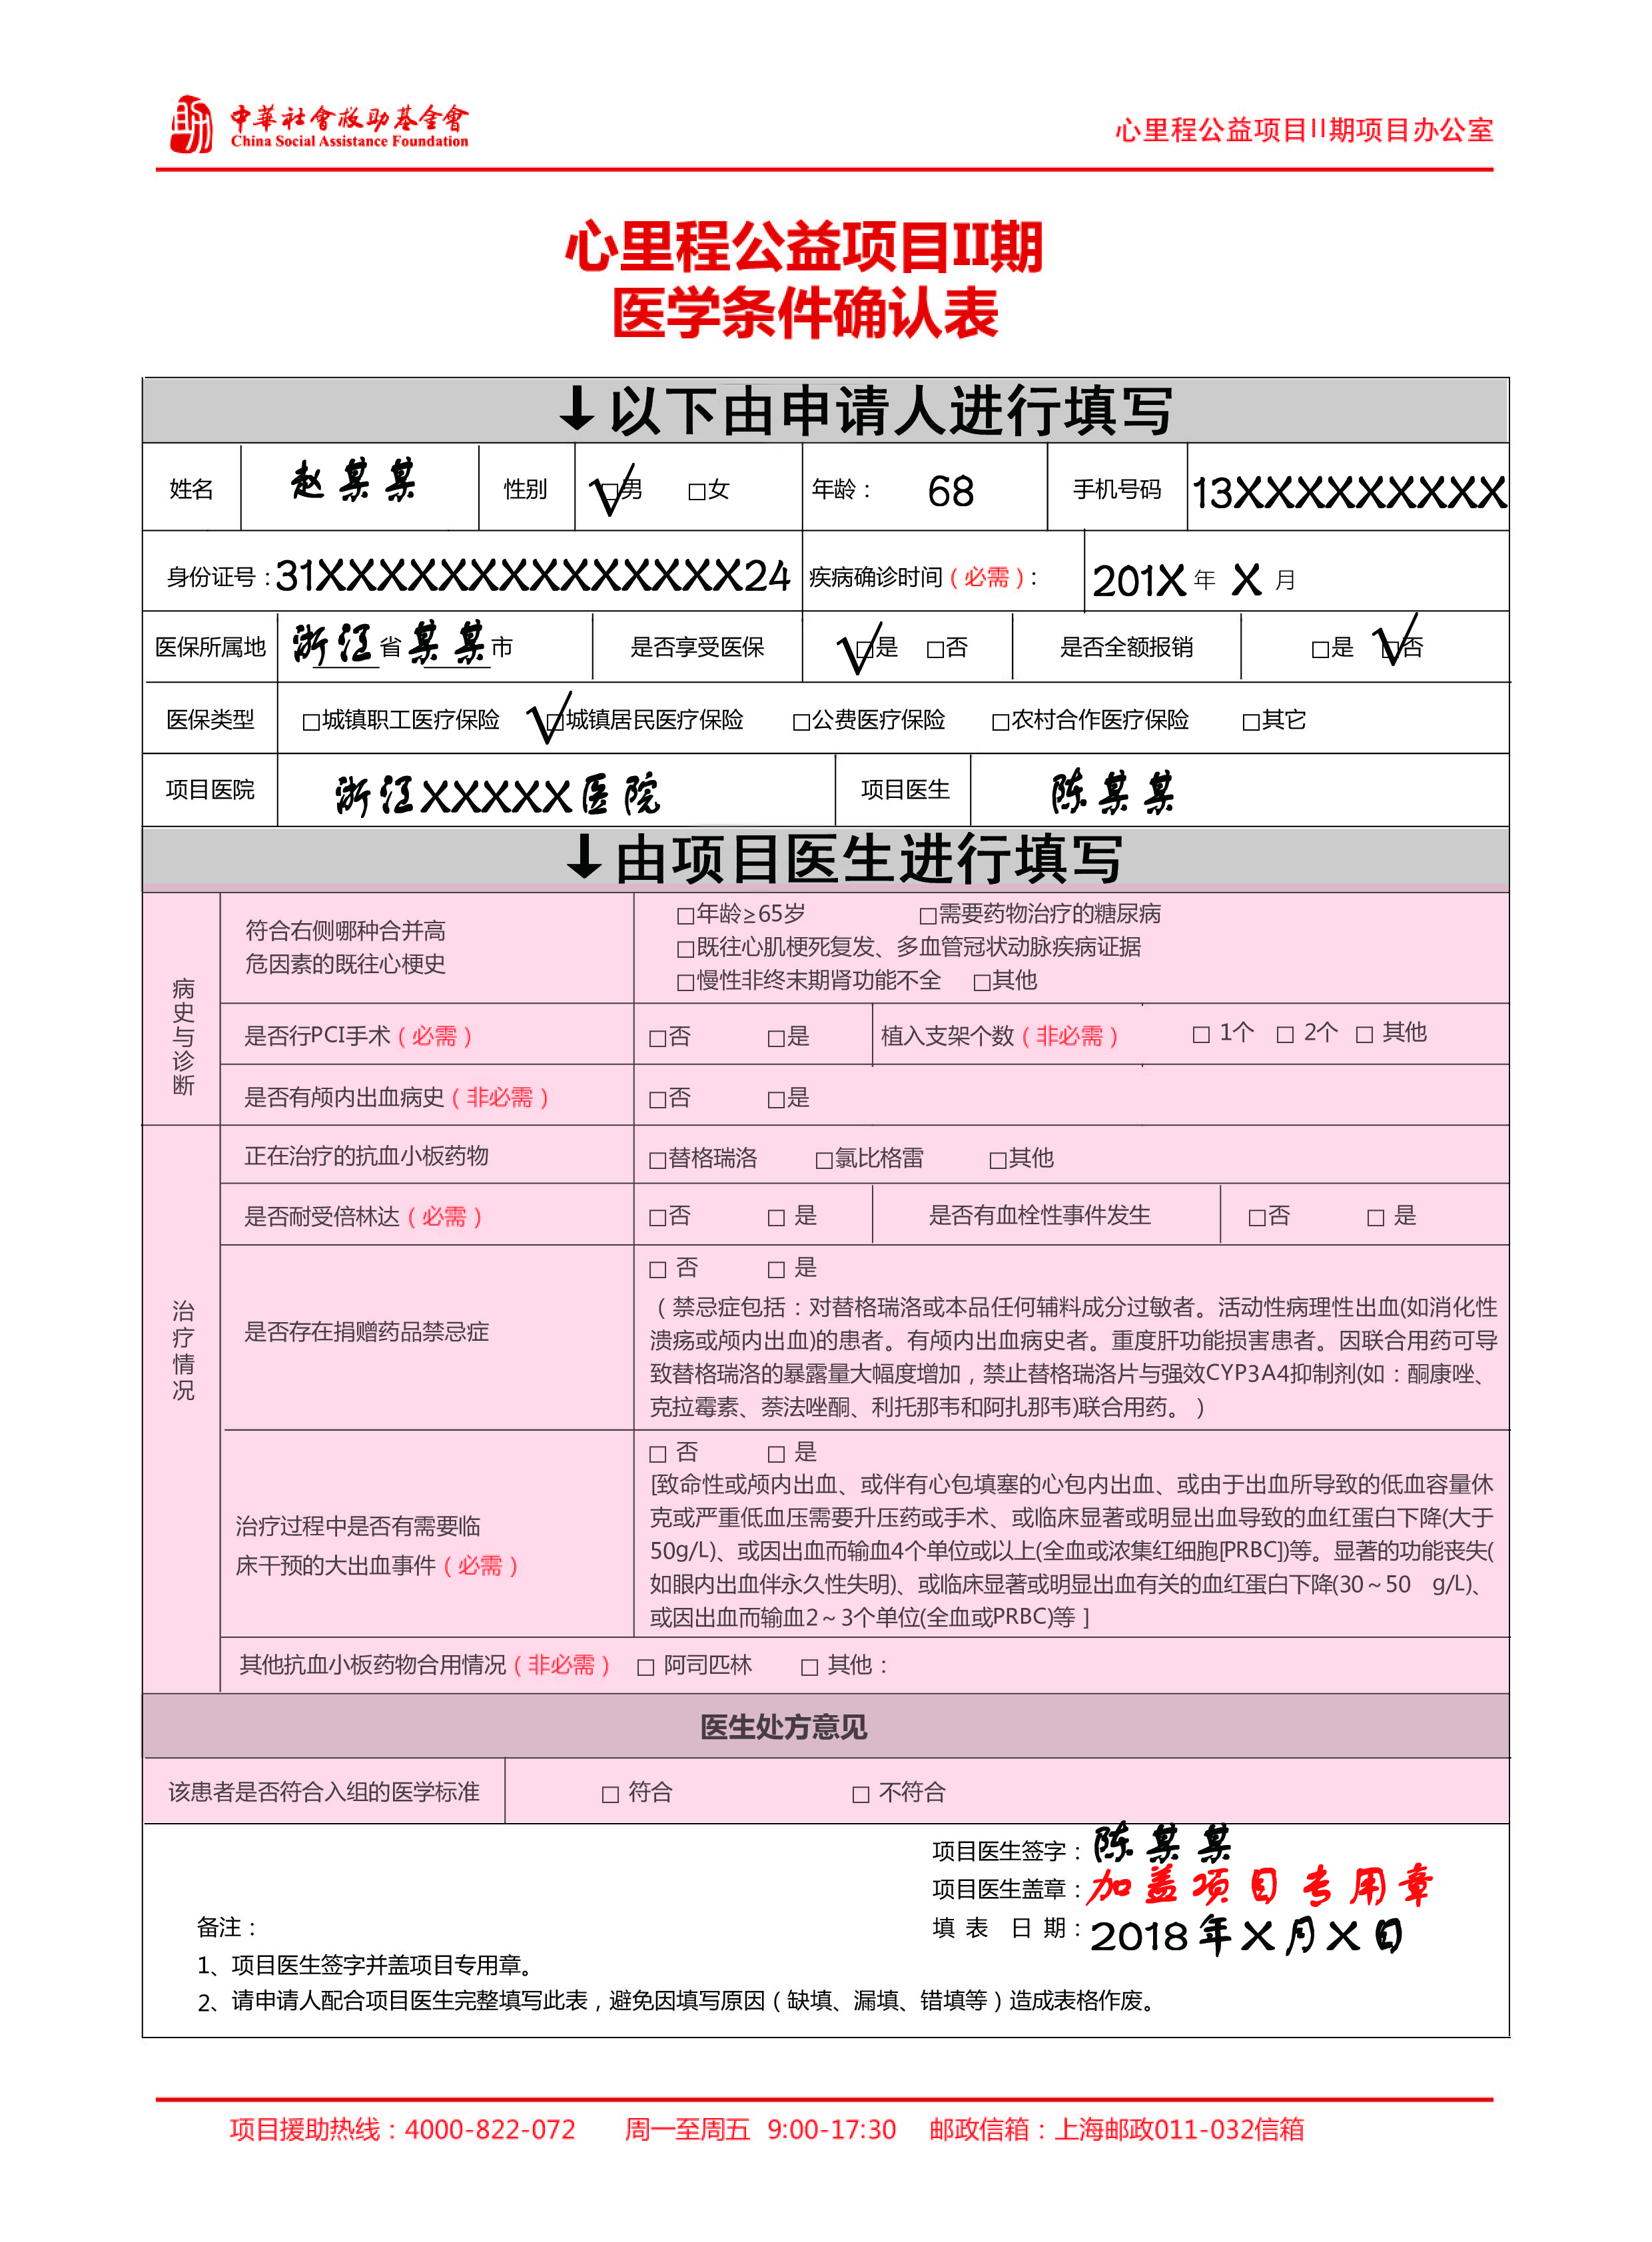 中華社會救助基金會
China Social Assistance Foundation
心里程公益项目II期项目办公室
心里程公益项目II期
医学条件确认表
↓以下由申请人进行填写
姓名 赵某某 性别 ☑男 □女 年龄： 68 手机号码 13XXXXXXXXX
身份证号：31XXXXXXXXXXXXXX24 疾病确诊时间（必需）： 201X 年 X 月
医保所属地 浙江省某某市 是否享受医保 ☑是 □否 是否全额报销 □是 ☑否
医保类型 □城镇职工医疗保险 ☑城镇居民医疗保险 □公费医疗保险 □农村合作医疗保险 □其它
项目医院 浙江XXXXX医院 项目医生 陈某某
↓由项目医生进行填写
病史与诊断
符合右侧哪种合并高
危因素的既往心梗史
□年龄≥65岁 □需要药物治疗的糖尿病
□既往心肌梗死复发、多血管冠状动脉疾病证据
□慢性非终末期肾功能不全 □其他
是否行PCI手术（必需） □否 □是 植入支架个数（非必需） □ 1个 □ 2个 □ 其他
是否有颅内出血病史（非必需） □否 □是
治疗情况
正在治疗的抗血小板药物 □替格瑞洛 □氯比格雷 □其他
是否耐受倍林达（必需） □否 □ 是 是否有血栓性事件发生 □否 □ 是
是否存在捐赠药品禁忌症
□ 否 □ 是
（禁忌症包括：对替格瑞洛或本品任何辅料成分过敏者。活动性病理性出血(如消化性
溃疡或颅内出血)的患者。有颅内出血病史者。重度肝功能损害患者。因联合用药可导
致替格瑞洛的暴露量大幅度增加，禁止替格瑞洛片与强效CYP3A4抑制剂(如：酮康唑、
克拉霉素、萘法唑酮、利托那韦和阿扎那韦)联合用药。）
治疗过程中是否有需要临
床干预的大出血事件（必需）
□ 否 □ 是
[致命性或颅内出血、或伴有心包填塞的心包内出血、或由于出血所导致的低血容量休
克或严重低血压需要升压药或手术、或临床显著或明显出血导致的血红蛋白下降(大于
50g/L)、或因出血而输血4个单位或以上(全血或浓集红细胞[PRBC])等。显著的功能丧失(
如眼内出血伴永久性失明)、或临床显著或明显出血有关的血红蛋白下降(30～50 g/L)、
或因出血而输血2～3个单位(全血或PRBC)等 ]
其他抗血小板药物合用情况（非必需） □ 阿司匹林 □ 其他：
医生处方意见
该患者是否符合入组的医学标准 □ 符合 □ 不符合
项目医生签字：陈某某
项目医生盖章：加盖项目专用章
填 表 日 期：2018年X月X日
备注：
1、项目医生签字并盖项目专用章。
2、请申请人配合项目医生完整填写此表，避免因填写原因（缺填、漏填、错填等）造成表格作废。
项目援助热线：4000-822-072 周一至周五 9:00-17:30 邮政信箱：上海邮政011-032信箱